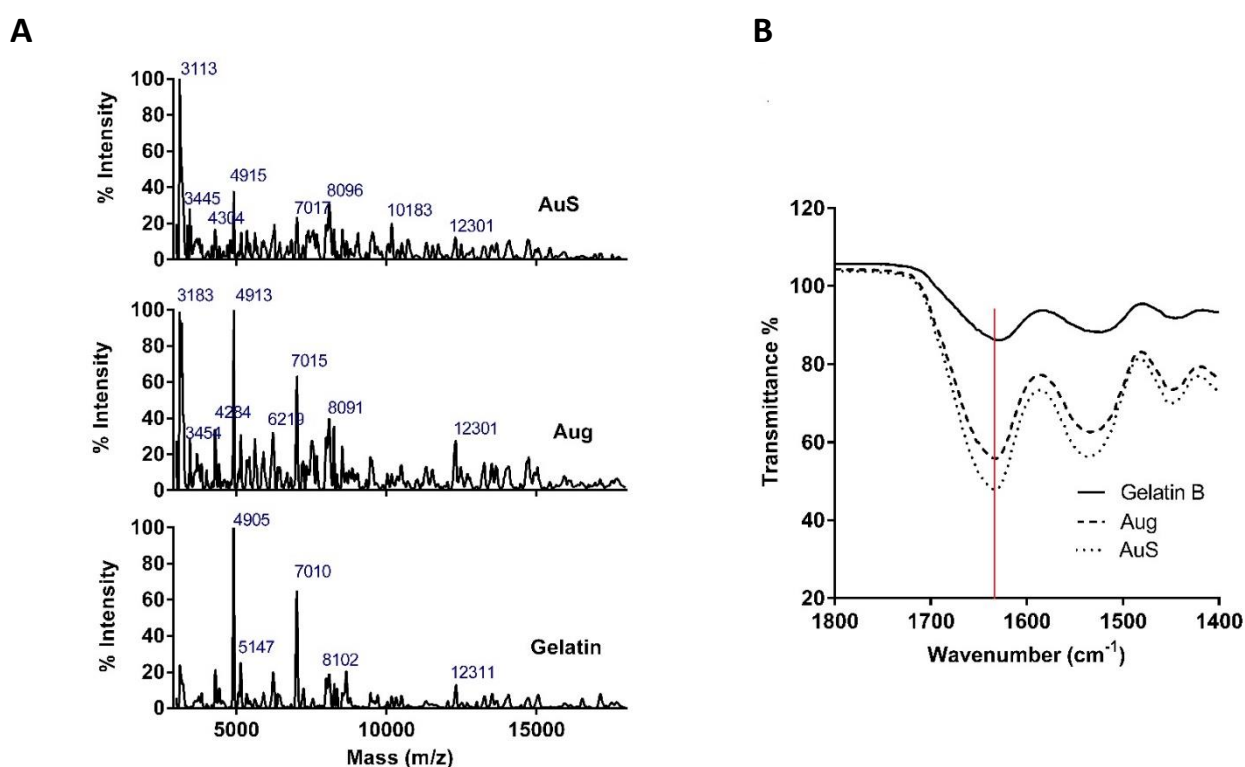 A
B
3113
3445
4304
4915
7017
8096
10183
12301
AuS
100
80
60
40
20
0
% Intensity
3183
3454
4284
4913
6219
7015
8091
12301
Aug
100
80
60
40
20
0
% Intensity
4905
5147
7010
8102
12311
Gelatin
100
80
60
40
20
0
% Intensity
5000 10000 15000
Mass (m/z)
120
100
80
60
40
20
Transmittance %
Gelatin B
Aug
AuS
1800 1700 1600 1500 1400
Wavenumber (cm⁻¹)